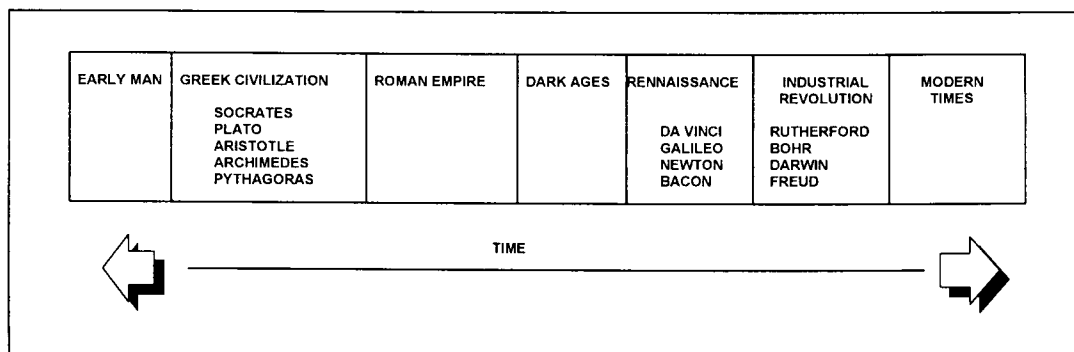 EARLY MAN
GREEK CIVILIZATION
SOCRATES
PLATO
ARISTOTLE
ARCHIMEDES
PYTHAGORAS
ROMAN EMPIRE
DARK AGES
RENNAISSANCE
DA VINCI
GALILEO
NEWTON
BACON
INDUSTRIAL
REVOLUTION
RUTHERFORD
BOHR
DARWIN
FREUD
MODERN
TIMES
TIME